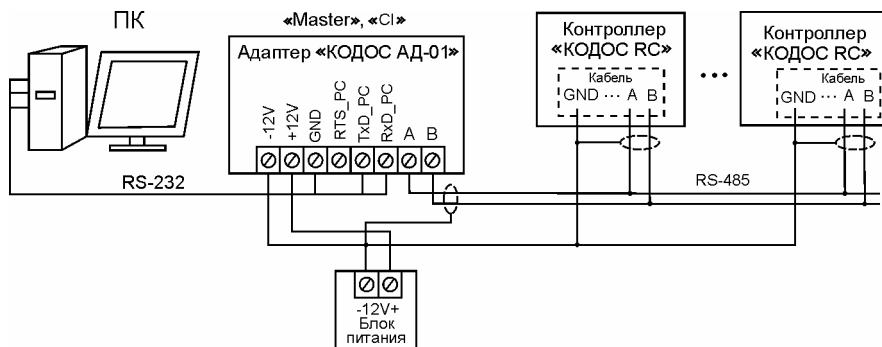 ПК
«Master», «CI»
Адаптер «КОДОС АД-01»
-12V
+12V
GND
RTS_PC
TxD_PC
RxD_PC
A
B
Контроллер
«КОДОС RC»
Кабель
GND ··· A B
...
Контроллер
«КОДОС RC»
Кабель
GND ··· A B
RS-232
RS-485
-12V+
Блок
питания